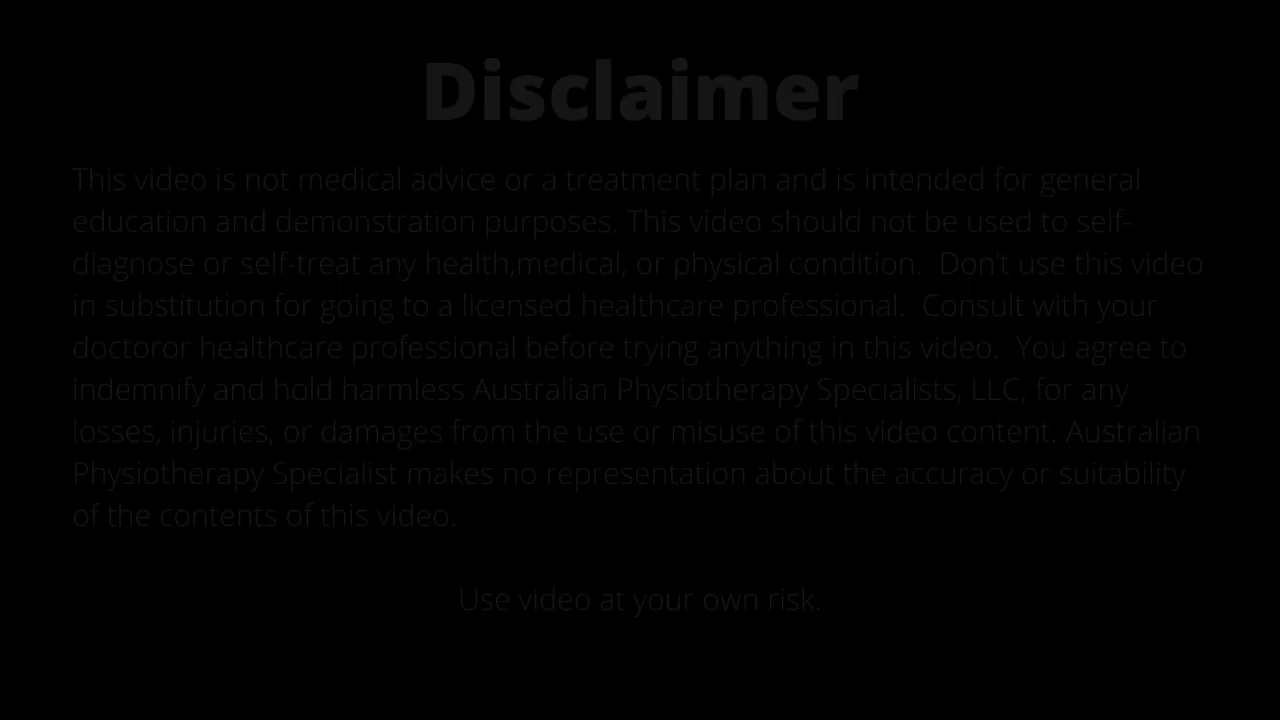 Disclaimer
This video is not medical advice or a treatment plan and is intended for general
education and demonstration purposes. This video should not be used to self-
diagnose or self-treat any health,medical, or physical condition.  Don't use this video
in substitution for going to a licensed healthcare professional.  Consult with your
doctoror healthcare professional before trying anything in this video.  You agree to
indemnify and hold harmless Australian Physiotherapy Specialists, LLC, for any
losses, injuries, or damages from the use or misuse of this video content. Australian
Physiotherapy Specialist makes no representation about the accuracy or suitability
of the contents of this video.
Use video at your own risk.